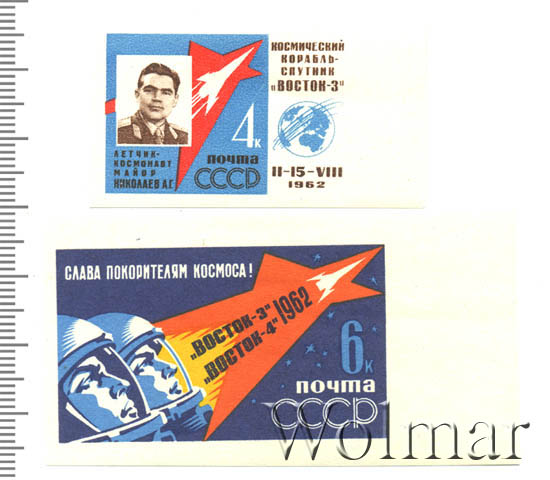 КОСМИЧЕСКИЙ
КОРАБЛЬ-
СПУТНИК
„ВОСТОК-3"
4к
почта
СССР
ЛЕТЧИК-
КОСМОНАВТ
МАЙОР
НИКОЛАЕВ А.Г.
11-15-VIII
1962
СЛАВА ПОКОРИТЕЛЯМ КОСМОСА!
„ВОСТОК-3" 1962
„ВОСТОК-4"
6к
почта
СССР
Wolmar